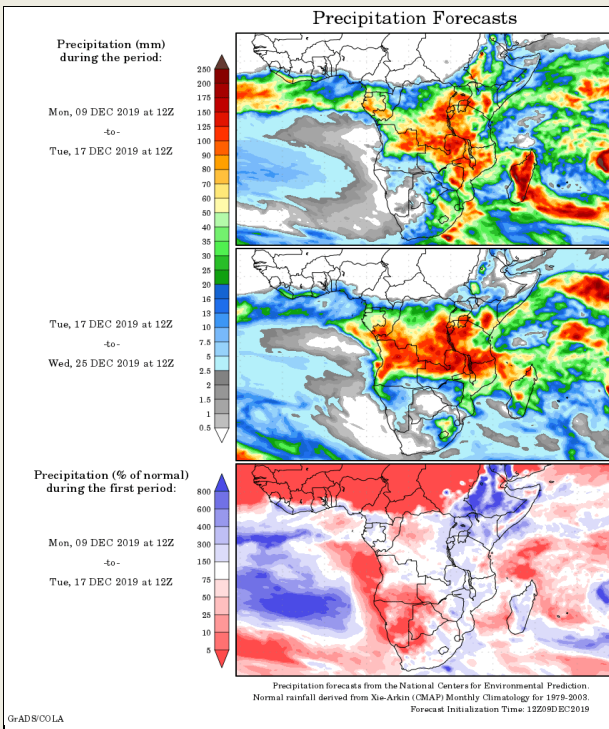 Precipitation Forecasts
Precipitation (mm)
during the period:
Mon, 09 DEC 2019 at 12Z
-to-
Tue, 17 DEC 2019 at 12Z
250
200
175
150
125
100
90
80
70
60
50
40
35
30
25
20
16
13
10
7.5
5
2.5
2
1.5
1
0.5
Tue, 17 DEC 2019 at 12Z
-to-
Wed, 25 DEC 2019 at 12Z
Precipitation (% of normal)
during the first period:
Mon, 09 DEC 2019 at 12Z
-to-
Tue, 17 DEC 2019 at 12Z
800
600
400
300
150
75
50
25
10
5
Precipitation forecasts from the National Centers for Environmental Prediction.
Normal rainfall derived from Xie-Arkin (CMAP) Monthly Climatology for 1979-2003.
Forecast Initialization Time: 12Z09DEC2019
GrADS/COLA